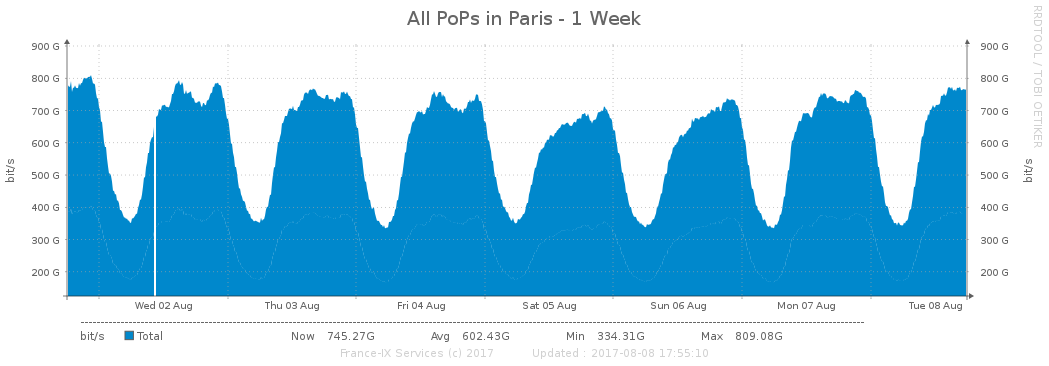 All PoPs in Paris - 1 Week
RRDTOOL / TOBI OETIKER
900 G 900 G
800 G 800 G
700 G 700 G
600 G 600 G
500 G 500 G
400 G 400 G
300 G 300 G
200 G 200 G
bit/s bit/s
Wed 02 Aug Thu 03 Aug Fri 04 Aug Sat 05 Aug Sun 06 Aug Mon 07 Aug Tue 08 Aug
bit/s Total Now 745.27G Avg 602.43G Min 334.31G Max 809.08G
France-IX Services (c) 2017 Updated : 2017-08-08 17:55:10